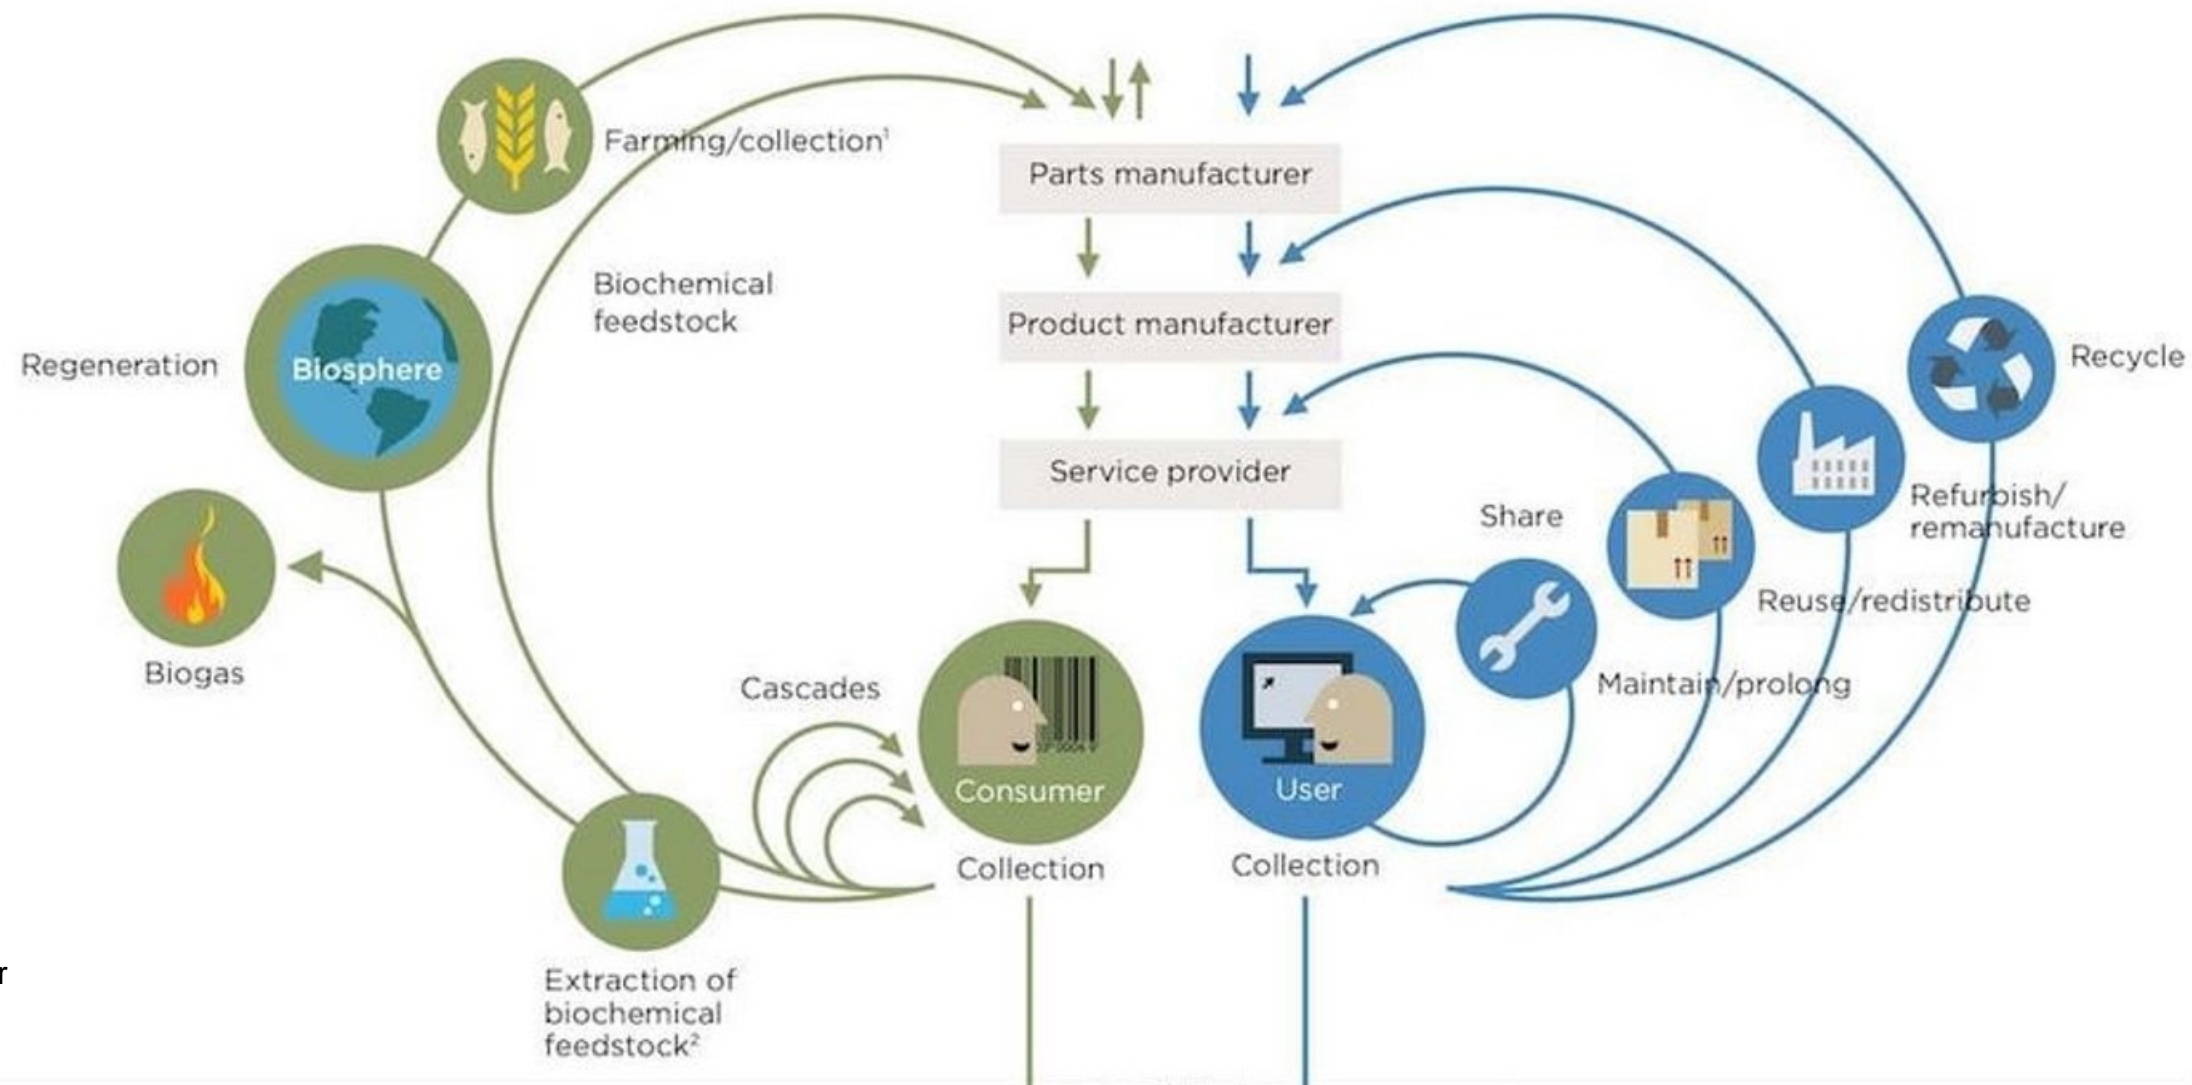 Farming/collection¹
Parts manufacturer
Biochemical
feedstock
Product manufacturer
Regeneration
Biosphere
Recycle
Service provider
Share
Refurbish/
remanufacture
Reuse/redistribute
Biogas
Cascades
Maintain/prolong
Consumer
User
Collection
Collection
r
Extraction of
biochemical
feedstock²